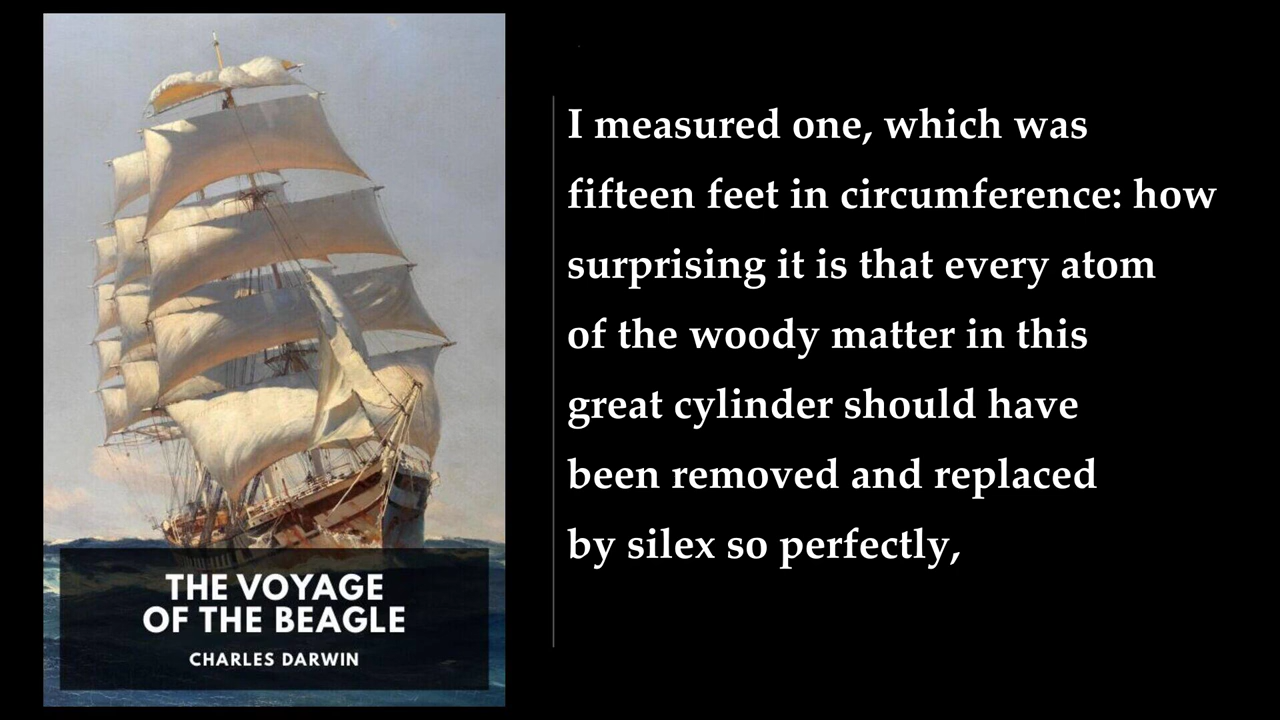 THE VOYAGE
OF THE BEAGLE
CHARLES DARWIN
I measured one, which was
fifteen feet in circumference: how
surprising it is that every atom
of the woody matter in this
great cylinder should have
been removed and replaced
by silex so perfectly,